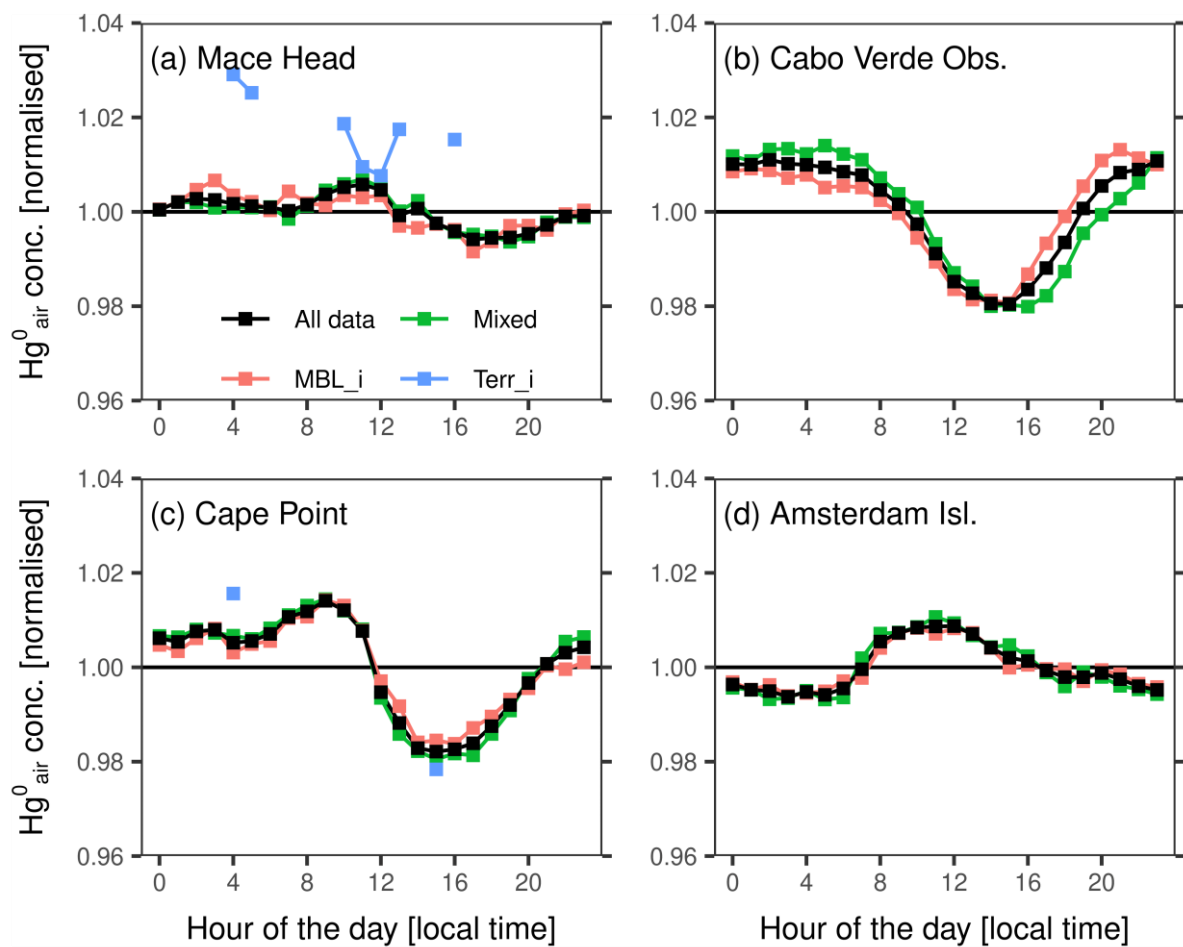 (a) Mace Head
(b) Cabo Verde Obs.
Hg⁰air conc. [normalised]
1.04
1.02
1.00
0.98
0.96
0 4 8 12 16 20
All data
Mixed
MBL_i
Terr_i
1.04
1.02
1.00
0.98
0.96
0 4 8 12 16 20
(c) Cape Point
(d) Amsterdam Isl.
Hg⁰air conc. [normalised]
1.04
1.02
1.00
0.98
0.96
0 4 8 12 16 20
Hour of the day [local time]
1.04
1.02
1.00
0.98
0.96
0 4 8 12 16 20
Hour of the day [local time]